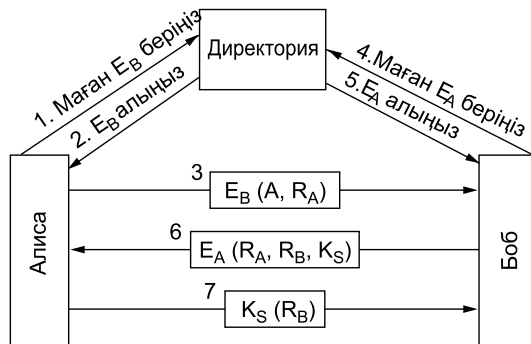 Директория
1. Маған E_B беріңіз
2. E_B алыңыз
4.Маған E_A беріңіз
5.E_A алыңыз
Алиса
Боб
3
E_B (A, R_A)
6
E_A (R_A, R_B, K_S)
7
K_S (R_B)